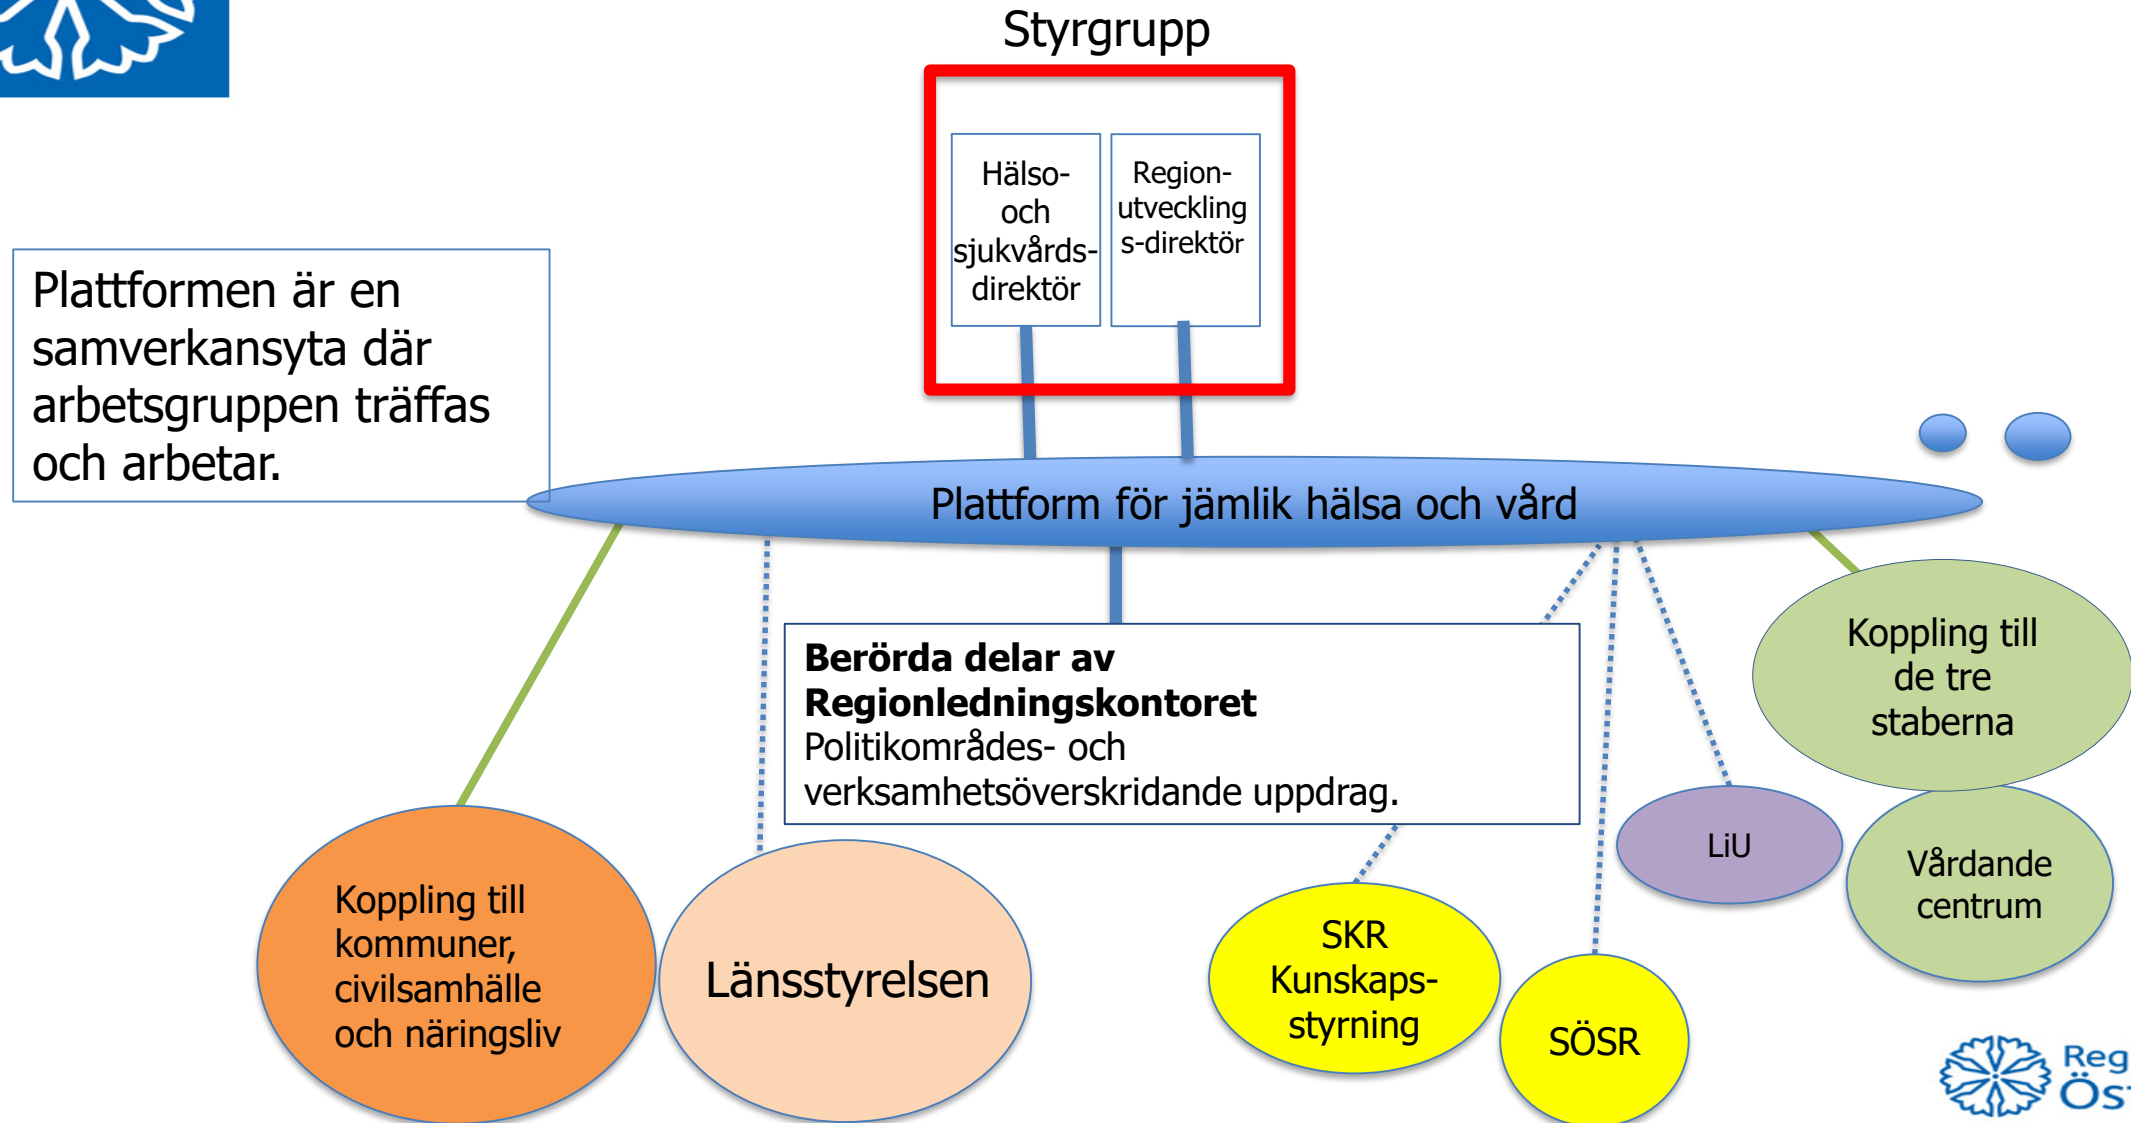 Styrgrupp
Hälso-
och
sjukvårds-
direktör
Region-
utveckling
s-direktör
Plattformen är en
samverkansyta där
arbetsgruppen träffas
och arbetar.
Plattform för jämlik hälsa och vård
Berörda delar av
Regionledningskontoret
Politikområdes- och
verksamhetsöverskridande uppdrag.
Koppling till
de tre
staberna
LiU
Vårdande
centrum
Koppling till
kommuner,
civilsamhälle
och näringsliv
Länsstyrelsen
SKR
Kunskaps-
styrning
SÖSR
Reg
Öst